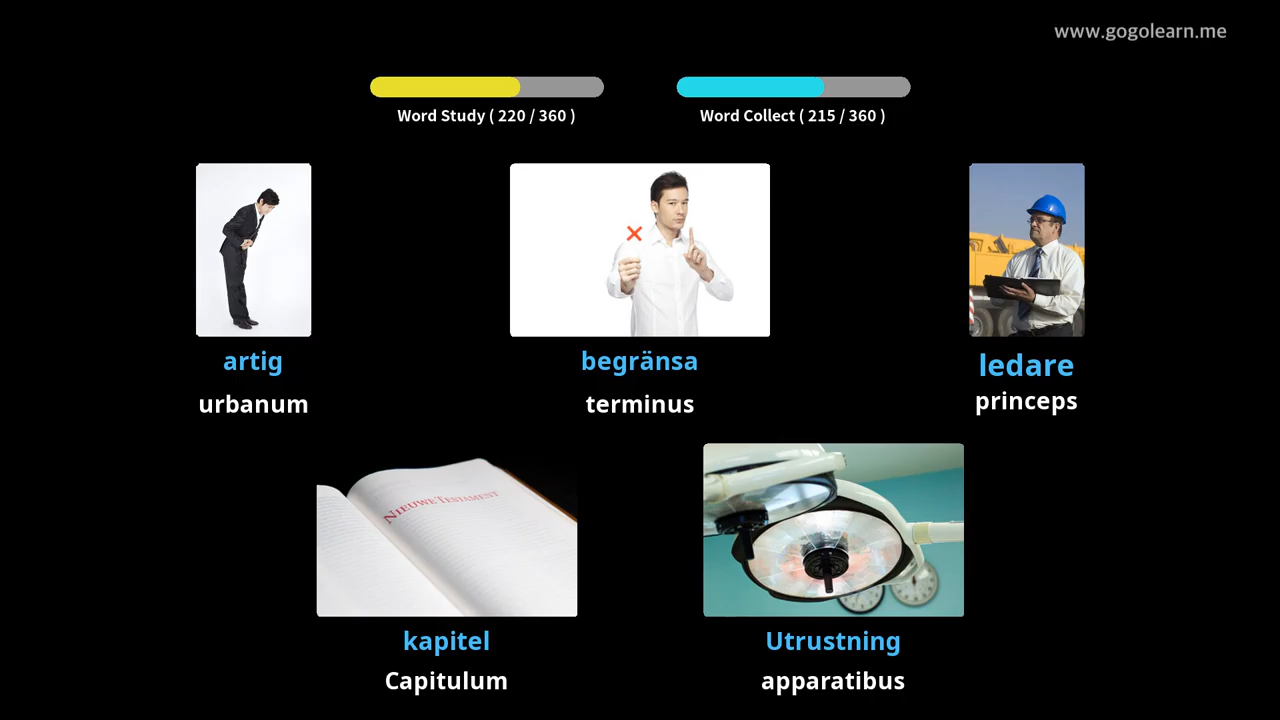 www.gogolearn.me
Word Study ( 220 / 360 )
Word Collect ( 215 / 360 )
artig
begränsa
ledare
urbanum
terminus
princeps
NIEUWE TESTAMENT
kapitel
Utrustning
Capitulum
apparatibus